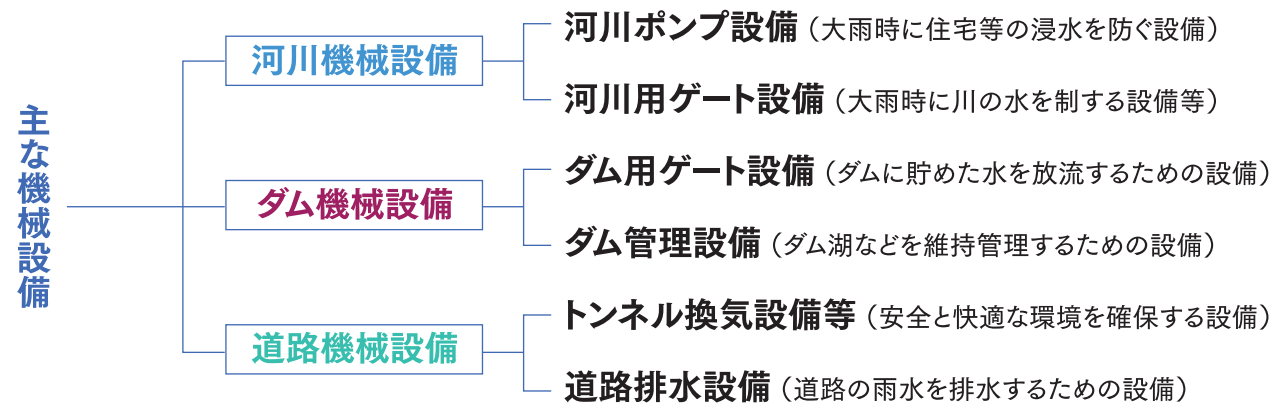 主な機械設備
河川機械設備
河川ポンプ設備（大雨時に住宅等の浸水を防ぐ設備）
河川用ゲート設備（大雨時に川の水を制する設備等）
ダム機械設備
ダム用ゲート設備（ダムに貯めた水を放流するための設備）
ダム管理設備（ダム湖などを維持管理するための設備）
道路機械設備
トンネル換気設備等（安全と快適な環境を確保する設備）
道路排水設備（道路の雨水を排水するための設備）